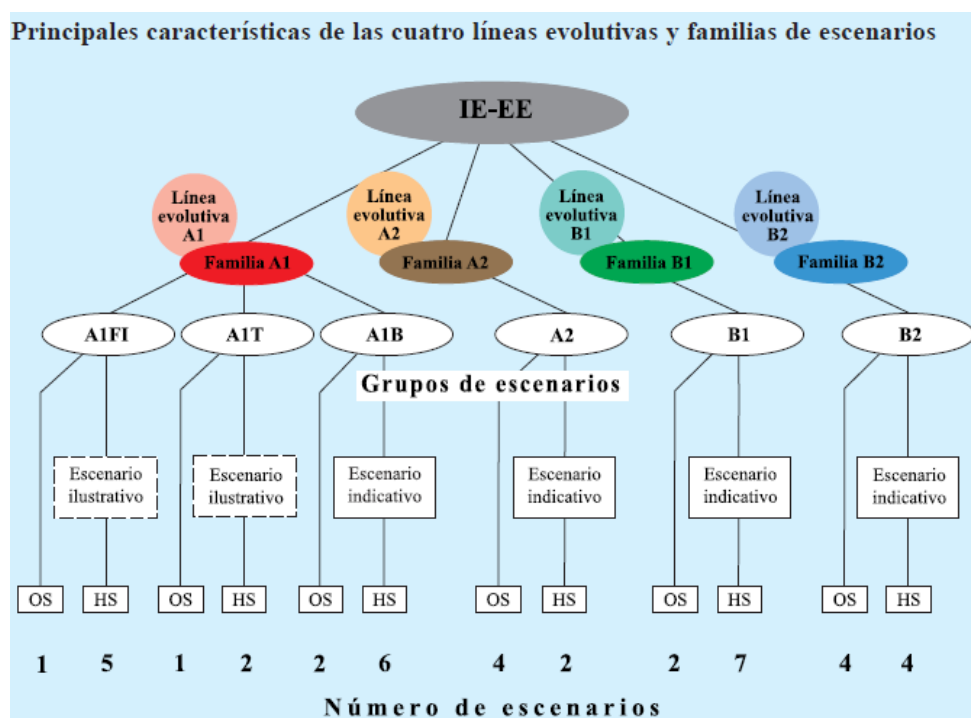 Principales características de las cuatro líneas evolutivas y familias de escenarios
IE-EE
Línea
evolutiva
A1
Línea
evolutiva
A2
Línea
evolutiva
B1
Línea
evolutiva
B2
Familia A1
Familia A2
Familia B1
Familia B2
A1FI
A1T
A1B
A2
B1
B2
Grupos de escenarios
Escenario
ilustrativo
Escenario
ilustrativo
Escenario
indicativo
Escenario
indicativo
Escenario
indicativo
Escenario
indicativo
OS HS OS HS OS HS OS HS OS HS OS HS
1 5 1 2 2 6 4 2 2 7 4 4
Número de escenarios